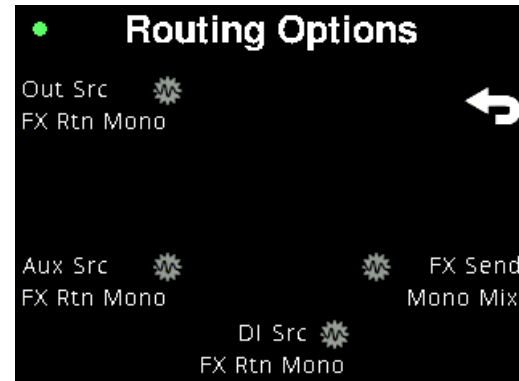 Routing Options
Out Src
FX Rtn Mono
Aux Src
FX Rtn Mono
FX Send
Mono Mix
DI Src
FX Rtn Mono